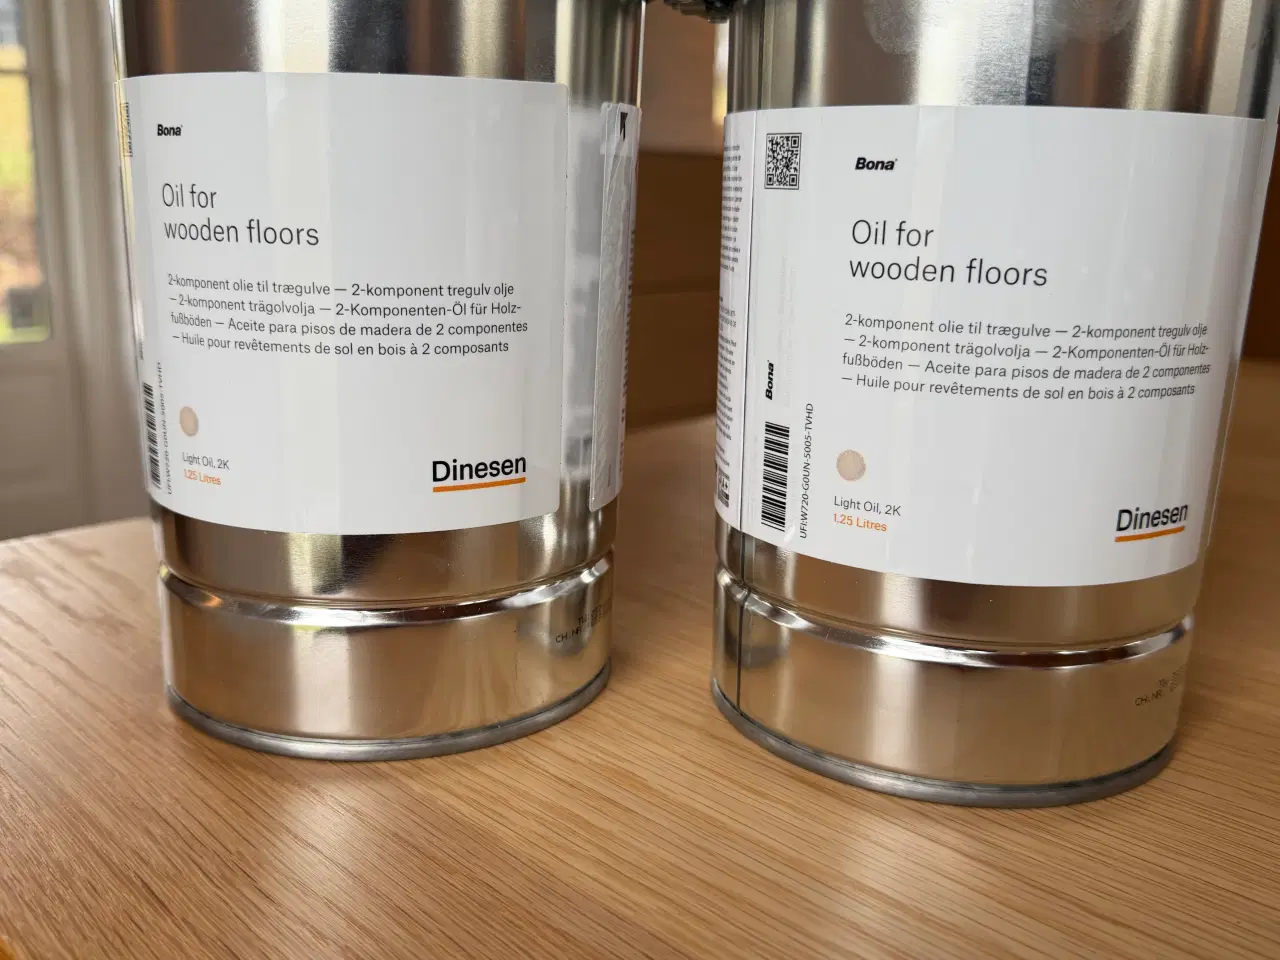 Bona
Oil for
wooden floors
2-komponent olie til trægulve — 2-komponent tregulv olje
— 2-komponent trägolvolja — 2-Komponenten-Öl für Holz-
fußböden — Aceite para pisos de madera de 2 componentes
— Huile pour revêtements de sol en bois à 2 composants
Light Oil, 2K
1.25 Litres
Dinesen
CH. NR.
Bona
UFI:W720-G0UN-5005-TVHD
Bona
Oil for
wooden floors
2-komponent olie til trægulve — 2-komponent tregulv olje
— 2-komponent trägolvolja — 2-Komponenten-Öl für Holz-
fußböden — Aceite para pisos de madera de 2 componentes
— Huile pour revêtements de sol en bois à 2 composants
Light Oil, 2K
1.25 Litres
Dinesen
CH. NR.